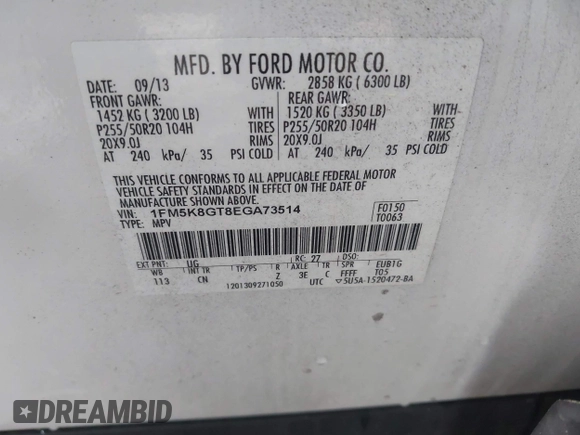 MFD. BY FORD MOTOR CO.
DATE: 09/13 GVWR: 2858 KG ( 6300 LB)
FRONT GAWR: REAR GAWR:
1452 KG ( 3200 LB) WITH 1520 KG ( 3350 LB) WITH
P255/50R20 104H TIRES P255/50R20 104H TIRES
20X9.0J RIMS 20X9.0J RIMS
AT 240 kPa/ 35 PSI COLD AT 240 kPa/ 35 PSI COLD
THIS VEHICLE CONFORMS TO ALL APPLICABLE FEDERAL MOTOR
VEHICLE SAFETY STANDARDS IN EFFECT ON THE DATE OF
MANUFACTURE SHOWN ABOVE.
VIN: 1FM5K8GT8EGA73514 F0150
TYPE: MPV T0063
EXT PNT: UG RC: 27 DSO:
WB INT TR TP/PS R AXLE TR SPR EUB1G
113 CN Z 3E C FFFF T05
1201309271050 UTC ▽5U5A-1520472-BA
DREAMBID